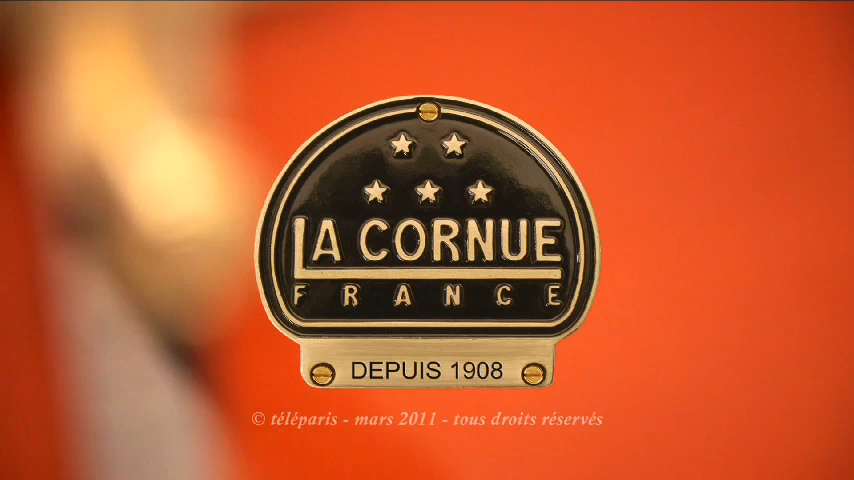 LA CORNUE
FRANCE
DEPUIS 1908
© téléparis - mars 2011 - tous droits réservés